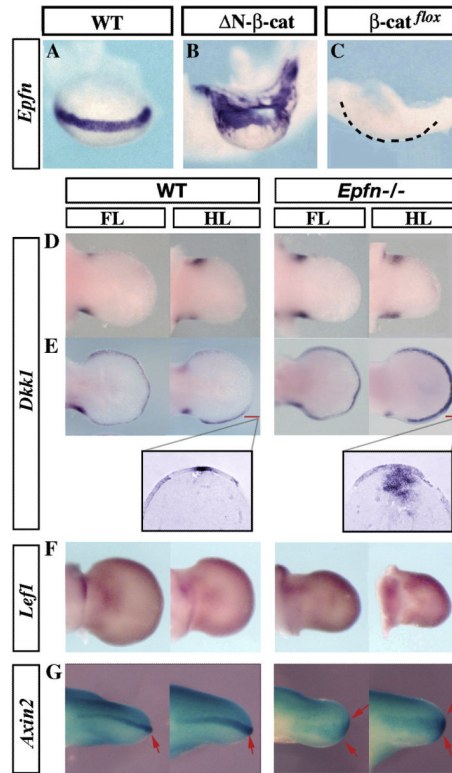 WT ΔN-β-cat β-cat flox
A B C
Epfn
WT Epfn-/-
FL HL FL HL
D
E
Dkk1
F
Lef1
G
Axin2